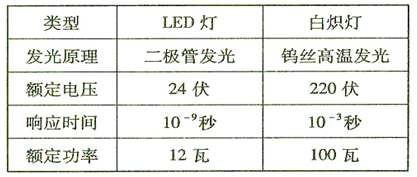 类型 LED 灯 白炽灯
发光原理 二极管发光 钨丝高温发光
额定电压 24 伏 220 伏
响应时间 10⁻⁹秒 10⁻³秒
额定功率 12 瓦 100 瓦